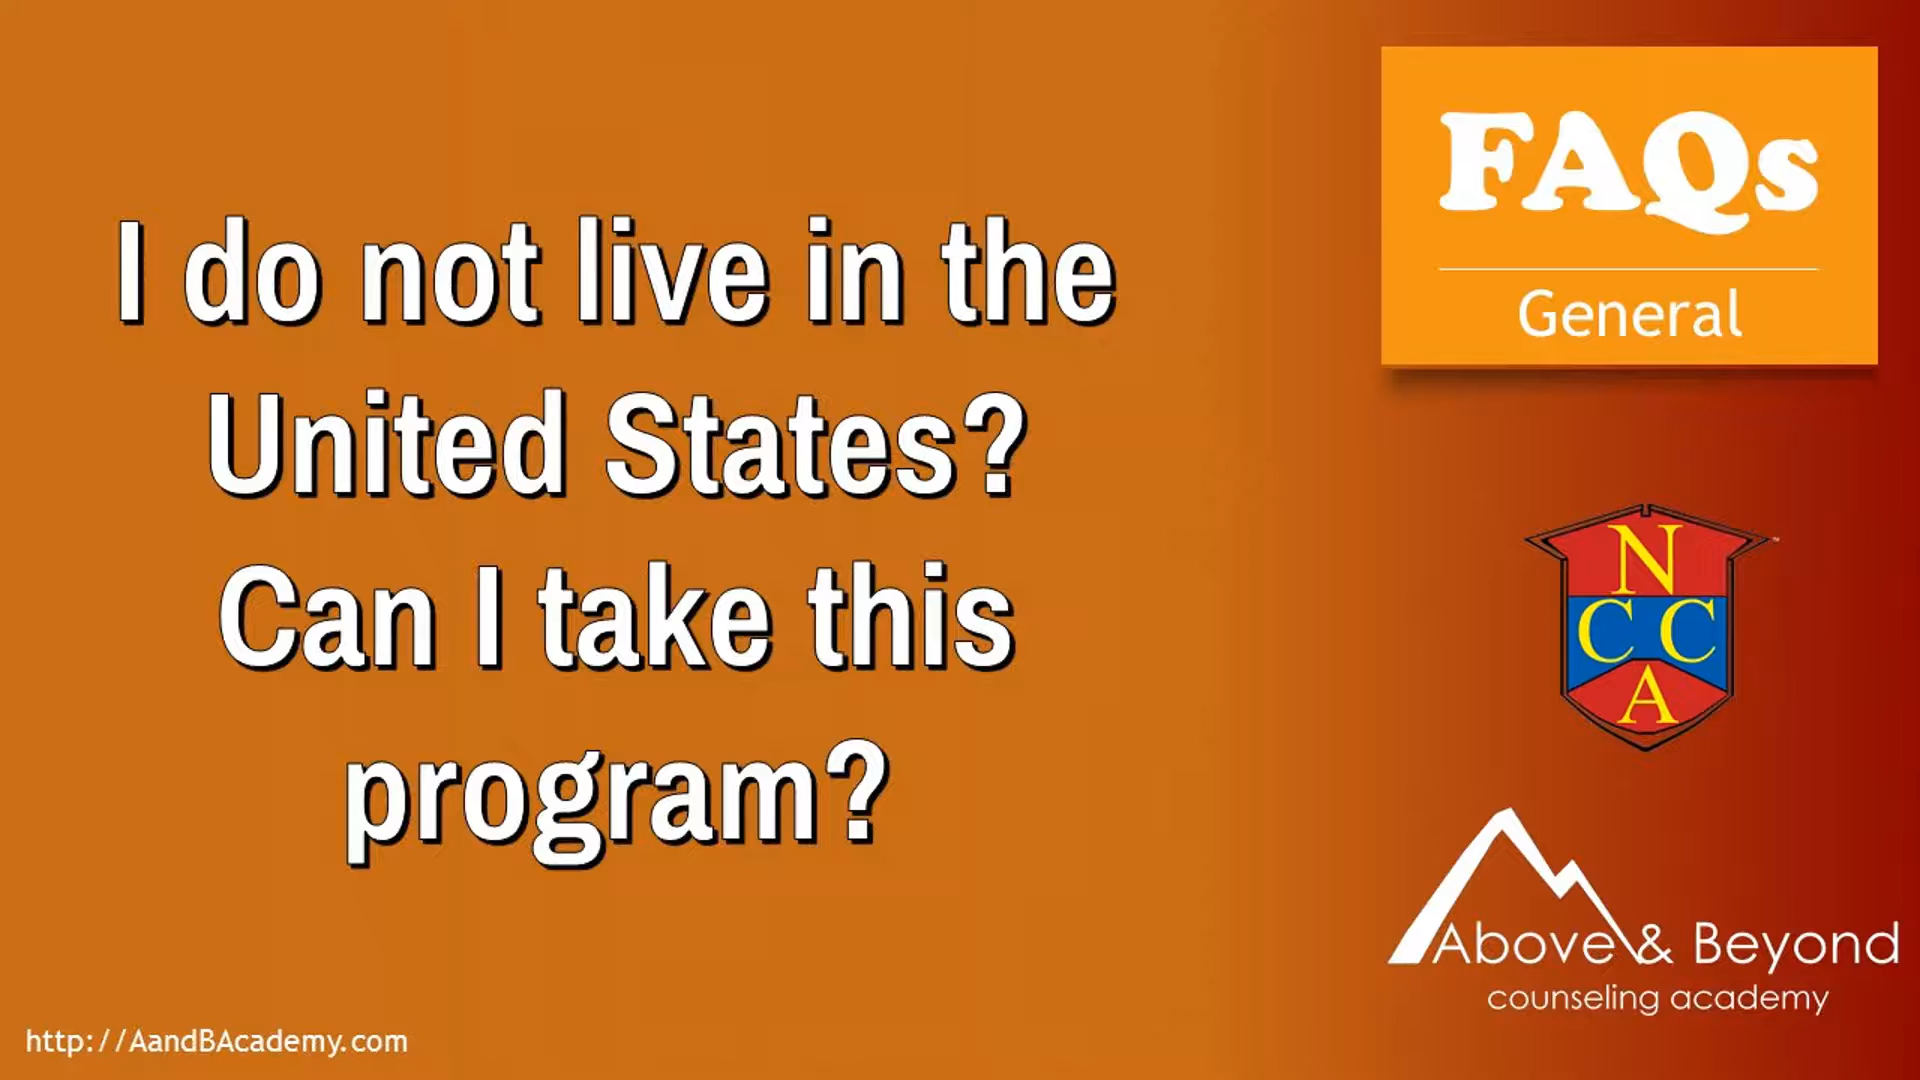 I do not live in the
United States?
Can I take this
program?
FAQs
General
N
C C
A
™
Above & Beyond
counseling academy
http://AandBAcademy.com